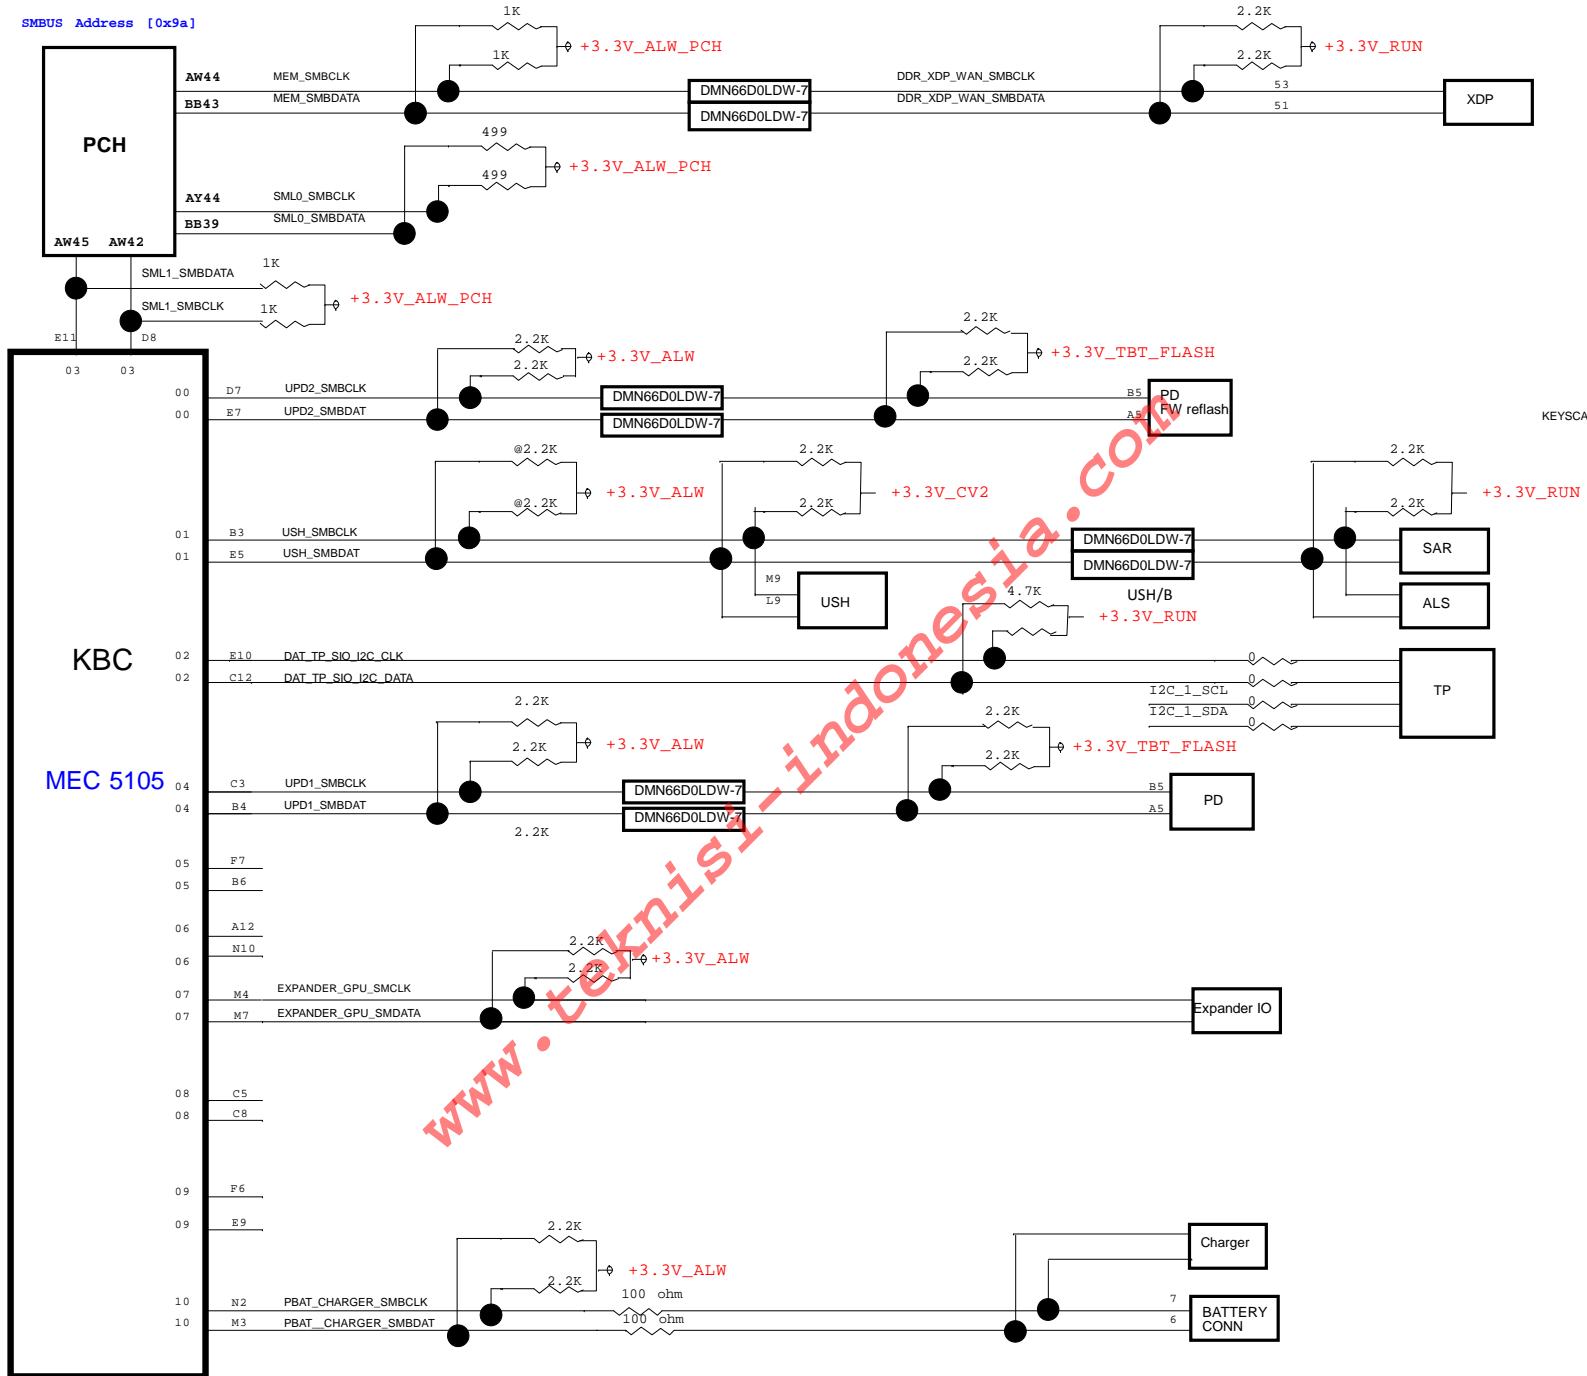 SMBUS Address [0x9a]
1K
+3.3V_ALW_PCH
1K
2.2K
+3.3V_RUN
2.2K
AW44 MEM_SMBCLK
DMN66D0LDW-7
DDR_XDP_WAN_SMBCLK
53
BB43 MEM_SMBDATA
DMN66D0LDW-7
DDR_XDP_WAN_SMBDATA
51
XDP
PCH
499
+3.3V_ALW_PCH
499
AY44 SML0_SMBCLK
BB39 SML0_SMBDATA
AW45 AW42
SML1_SMBDATA
1K
+3.3V_ALW_PCH
SML1_SMBCLK
1K
E11 D8
03 03
2.2K
+3.3V_ALW
2.2K
2.2K
+3.3V_TBT_FLASH
2.2K
00 D7 UPD2_SMBCLK
DMN66D0LDW-7
B5
00 E7 UPD2_SMBDAT
DMN66D0LDW-7
A5
PD
FW reflash
KEYSCA
@2.2K
+3.3V_ALW
@2.2K
2.2K
+3.3V_CV2
2.2K
2.2K
+3.3V_RUN
2.2K
01 B3 USH_SMBCLK
DMN66D0LDW-7
01 E5 USH_SMBDAT
DMN66D0LDW-7
SAR
M9
L9
USH
USH/B
ALS
4.7K
+3.3V_RUN
KBC
02 E10 DAT_TP_SIO_I2C_CLK
0
02 C12 DAT_TP_SIO_I2C_DATA
0
I2C_1_SCL
0
I2C_1_SDA
0
TP
2.2K
+3.3V_ALW
2.2K
2.2K
+3.3V_TBT_FLASH
2.2K
MEC 5105
04 C3 UPD1_SMBCLK
DMN66D0LDW-7
B5
04 B4 UPD1_SMBDAT
DMN66D0LDW-7
A5
PD
2.2K
05 F7
05 B6
06 A12
06 N10
2.2K
+3.3V_ALW
2.2K
07 M4 EXPANDER_GPU_SMCLK
07 M7 EXPANDER_GPU_SMDATA
Expander IO
08 C5
08 C8
09 F6
09 E9
2.2K
+3.3V_ALW
2.2K
Charger
10 N2 PBAT_CHARGER_SMBCLK
100 ohm
7
10 M3 PBAT__CHARGER_SMBDAT
100 ohm
6
BATTERY
CONN
www.teknisi-indonesia.com